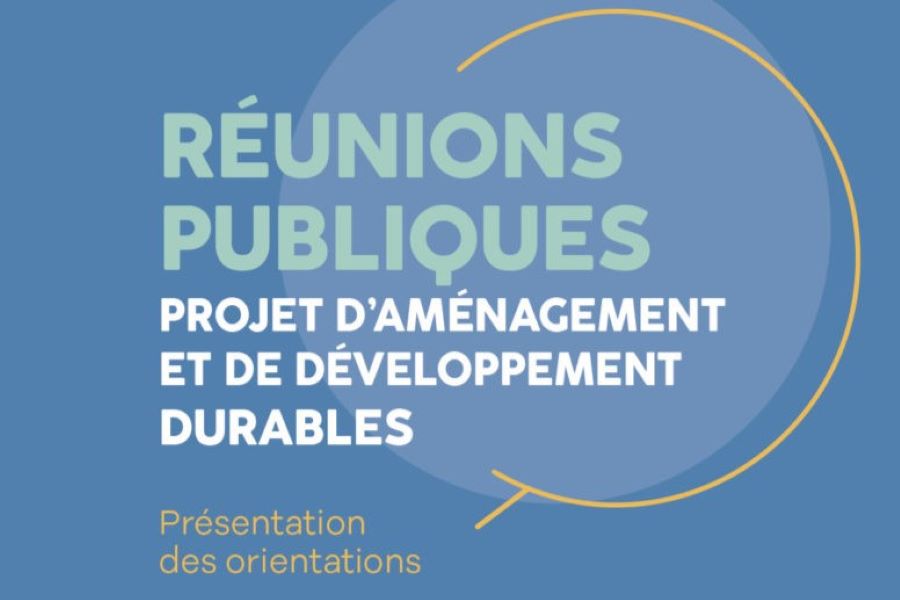 RÉUNIONS
PUBLIQUES
PROJET D’AMÉNAGEMENT
ET DE DÉVELOPPEMENT
DURABLES
Présentation
des orientations